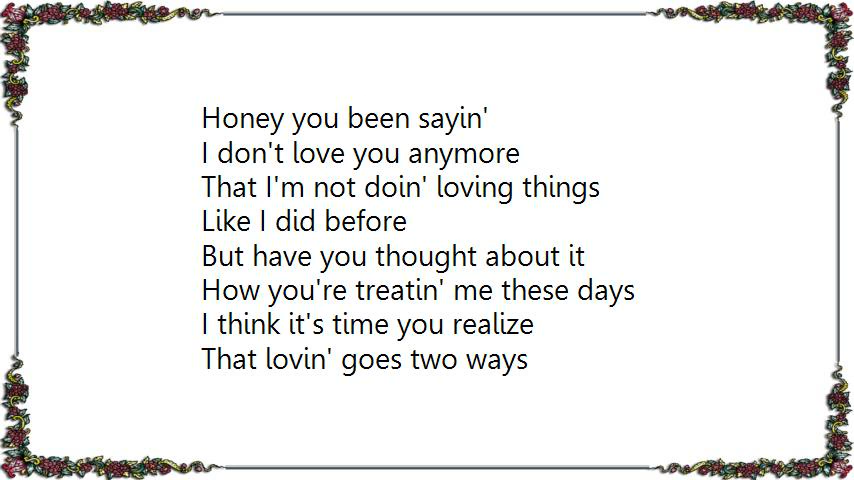 Honey you been sayin'
I don't love you anymore
That I'm not doin' loving things
Like I did before
But have you thought about it
How you're treatin' me these days
I think it's time you realize
That lovin' goes two ways